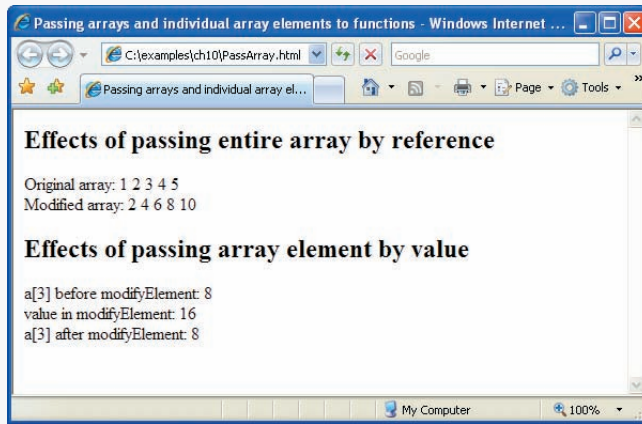 Passing arrays and individual array elements to functions - Windows Internet ...
C:\examples\ch10\PassArray.html
Google
Passing arrays and individual array el...
Page
Tools
»
Effects of passing entire array by reference
Original array: 1 2 3 4 5
Modified array: 2 4 6 8 10
Effects of passing array element by value
a[3] before modifyElement: 8
value in modifyElement: 16
a[3] after modifyElement: 8
My Computer
100%